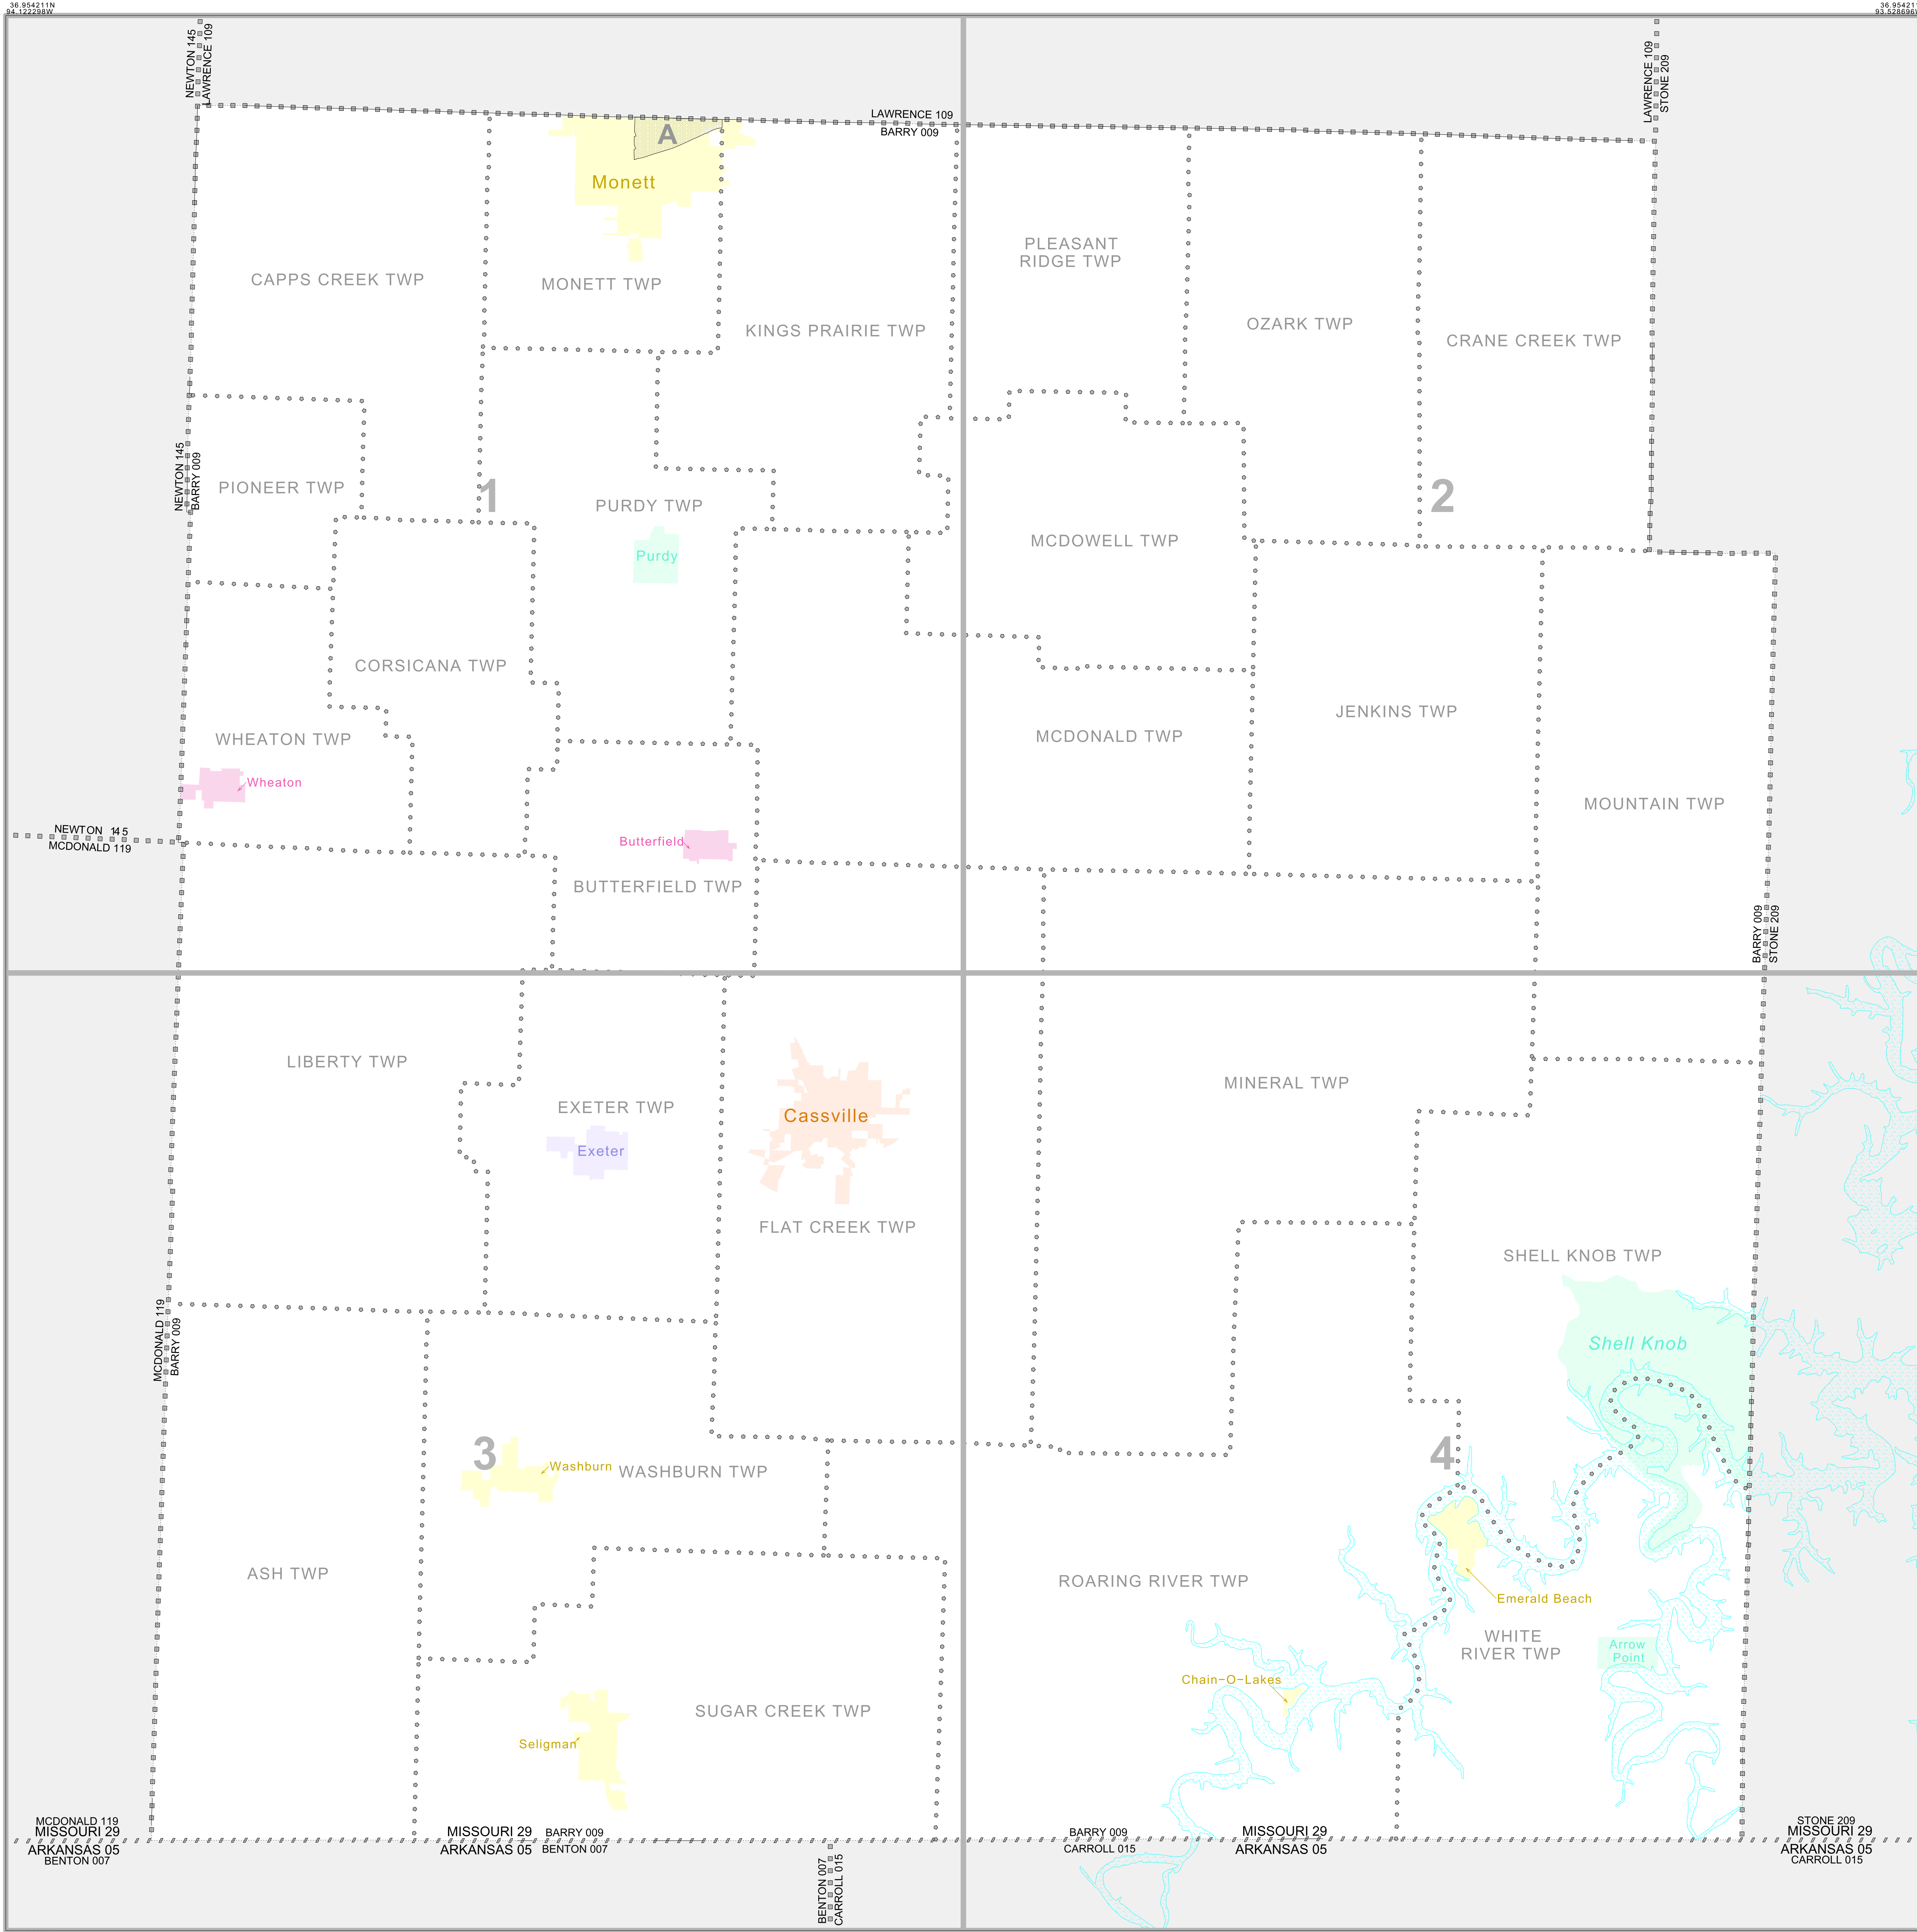 36.954211N
94.122298W
36.954211
93.528696W
NEWTON 145
LAWRENCE 109
LAWRENCE 109
STONE 209
LAWRENCE 109
BARRY 009
A
Monett
CAPPS CREEK TWP
MONETT TWP
KINGS PRAIRIE TWP
PLEASANT
RIDGE TWP
OZARK TWP
CRANE CREEK TWP
NEWTON 145
BARRY 009
PIONEER TWP
1
PURDY TWP
2
MCDOWELL TWP
Purdy
CORSICANA TWP
JENKINS TWP
WHEATON TWP
MCDONALD TWP
Wheaton
MOUNTAIN TWP
NEWTON 145
MCDONALD 119
Butterfield
BUTTERFIELD TWP
BARRY 009
STONE 209
LIBERTY TWP
MINERAL TWP
EXETER TWP
Cassville
Exeter
FLAT CREEK TWP
SHELL KNOB TWP
MCDONALD 119
BARRY 009
Shell Knob
3
4
Washburn
WASHBURN TWP
ASH TWP
ROARING RIVER TWP
Emerald Beach
WHITE
RIVER TWP
Arrow
Point
Chain-O-Lakes
SUGAR CREEK TWP
Seligman
MCDONALD 119
MISSOURI 29
ARKANSAS 05
BENTON 007
MISSOURI 29
BARRY 009
ARKANSAS 05
BENTON 007
BARRY 009
MISSOURI 29
CARROLL 015
ARKANSAS 05
STONE 209
MISSOURI 29
ARKANSAS 05
CARROLL 015
BENTON 007
CARROLL 015